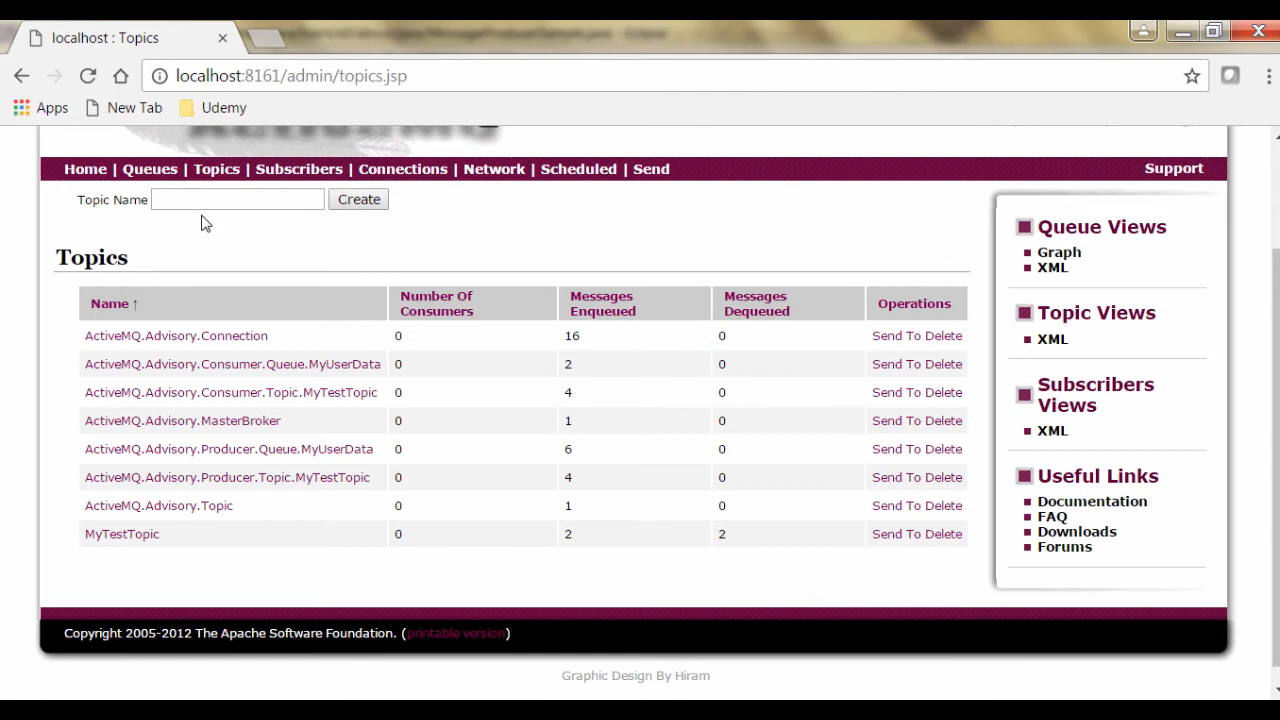 localhost : Topics
localhost:8161/admin/topics.jsp
Apps New Tab Udemy
Home | Queues | Topics | Subscribers | Connections | Network | Scheduled | Send
Support
Topic Name Create
Topics
Name ↑ Number Of Consumers Messages Enqueued Messages Dequeued Operations
ActiveMQ.Advisory.Connection 0 16 0 Send To Delete
ActiveMQ.Advisory.Consumer.Queue.MyUserData 0 2 0 Send To Delete
ActiveMQ.Advisory.Consumer.Topic.MyTestTopic 0 4 0 Send To Delete
ActiveMQ.Advisory.MasterBroker 0 1 0 Send To Delete
ActiveMQ.Advisory.Producer.Queue.MyUserData 0 6 0 Send To Delete
ActiveMQ.Advisory.Producer.Topic.MyTestTopic 0 4 0 Send To Delete
ActiveMQ.Advisory.Topic 0 1 0 Send To Delete
MyTestTopic 0 2 2 Send To Delete
Queue Views
Graph
XML
Topic Views
XML
Subscribers
Views
XML
Useful Links
Documentation
FAQ
Downloads
Forums
Copyright 2005-2012 The Apache Software Foundation. (printable version)
Graphic Design By Hiram